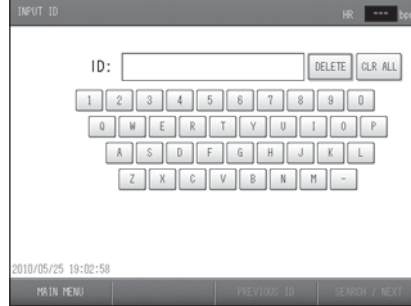 INPUT ID HR --- bpm
ID: DELETE CLR ALL
1 2 3 4 5 6 7 8 9 0
Q W E R T Y U I O P
A S D F G H J K L
Z X C V B N M -
2010/05/25 19:02:58
MAIN MENU PREVIOUS ID SEARCH / NEXT